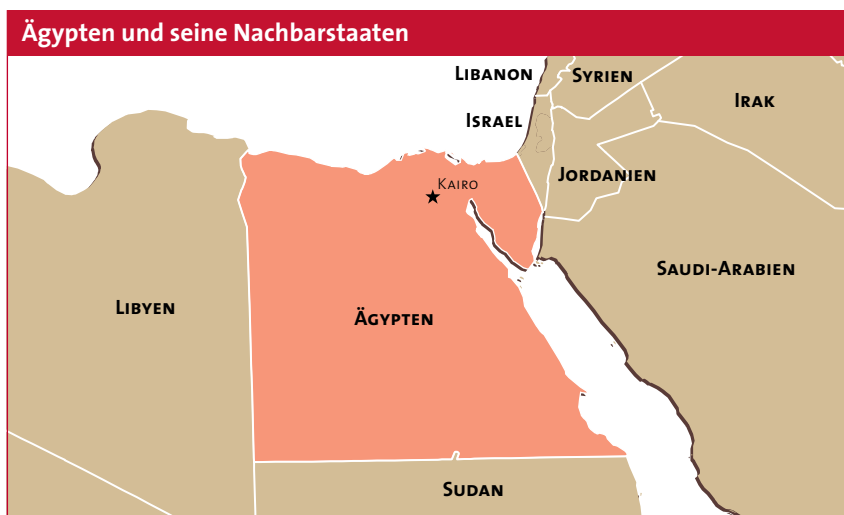 Ägypten und seine Nachbarstaaten
Libanon
Syrien
Irak
Israel
Jordanien
Kairo
Saudi-Arabien
Libyen
Ägypten
Sudan